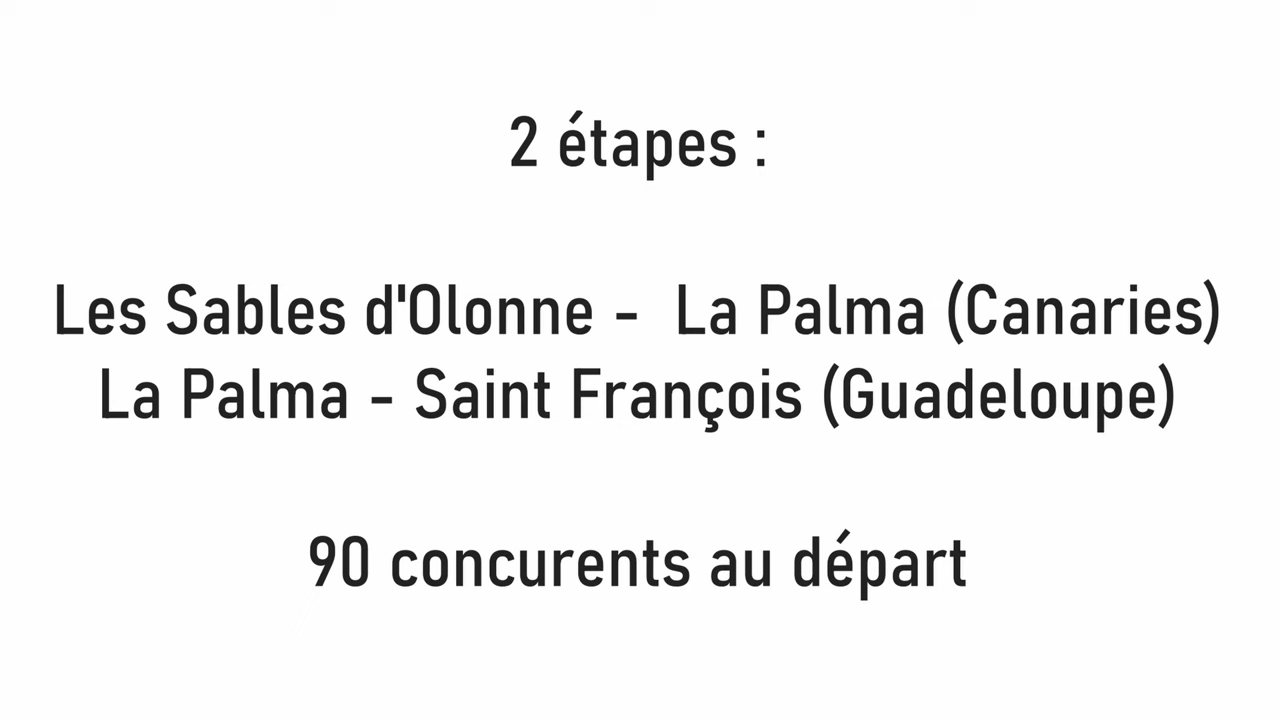 2 étapes :
Les Sables d'Olonne -  La Palma (Canaries)
La Palma - Saint François (Guadeloupe)
90 concurents au départ